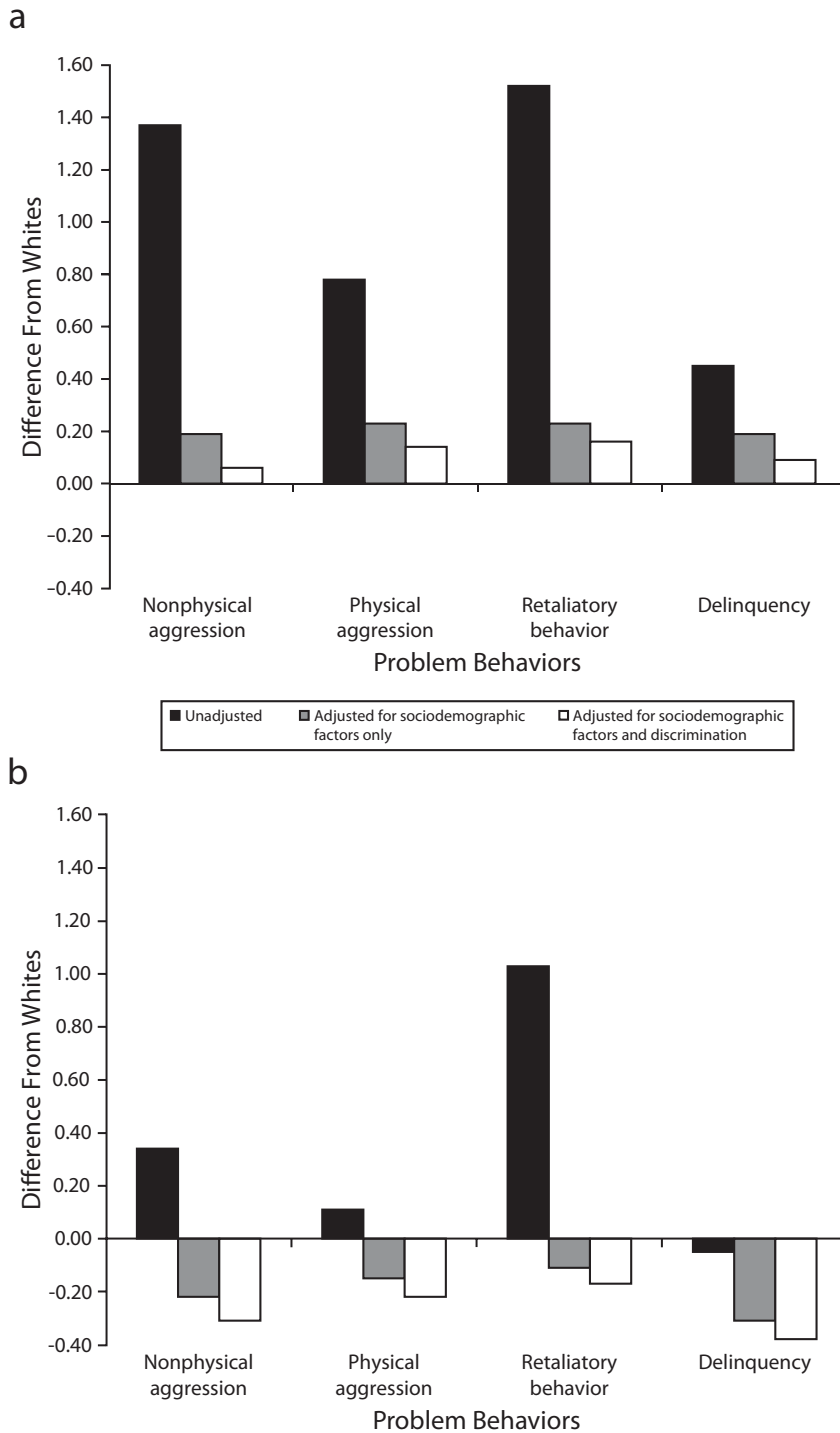 a
1.60
1.40
1.20
1.00
0.80
0.60
0.40
0.20
0.00
–0.20
–0.40
Difference From Whites
Nonphysical aggression
Physical aggression
Retaliatory behavior
Delinquency
Problem Behaviors
Unadjusted
Adjusted for sociodemographic factors only
Adjusted for sociodemographic factors and discrimination
b
1.60
1.40
1.20
1.00
0.80
0.60
0.40
0.20
0.00
-0.20
-0.40
Difference From Whites
Nonphysical aggression
Physical aggression
Retaliatory behavior
Delinquency
Problem Behaviors